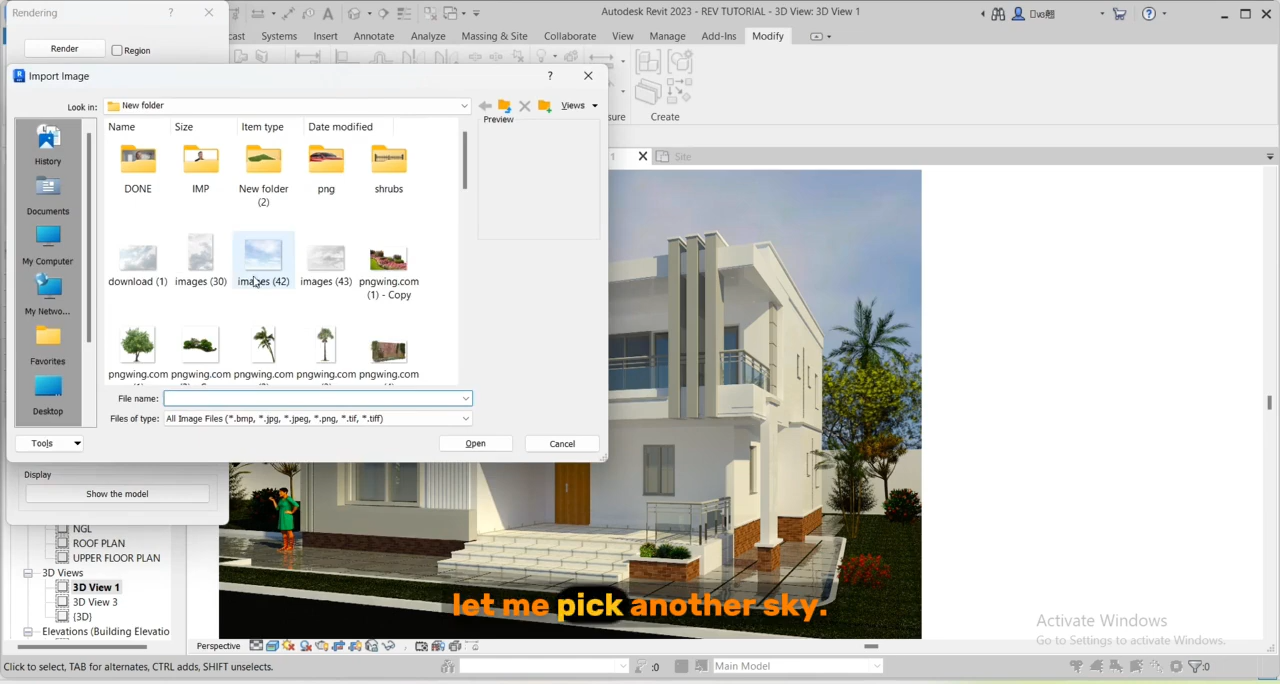 Rendering
?
Autodesk Revit 2023 - REV TUTORIAL - 3D View: 3D View 1
Render
Region
Systems Insert Annotate Analyze Massing & Site Collaborate View Manage Add-Ins Modify
Create
Import Image
?
Look in:
New folder
Views
Preview
Site
Name Size Item type Date modified
History
Documents
My Computer
My Netwo...
Favorites
Desktop
DONE IMP New folder (2) png shrubs
download (1) images (30) images (42) images (43) pngwing.com (1) - Copy
pngwing.com pngwing.com pngwing.com pngwing.com pngwing.com
File name:
Files of type:
All Image Files (*.bmp, *.jpg, *.jpeg, *.png, *.tif, *.tiff)
Tools
Open
Cancel
Display
Show the model
NGL
ROOF PLAN
UPPER FLOOR PLAN
3D Views
3D View 1
3D View 3
{3D}
Elevations (Building Elevatio
let me pick another sky.
Activate Windows
Go to Settings to activate Windows.
Perspective
Click to select, TAB for alternates, CTRL adds, SHIFT unselects.
:0
Main Model
:0